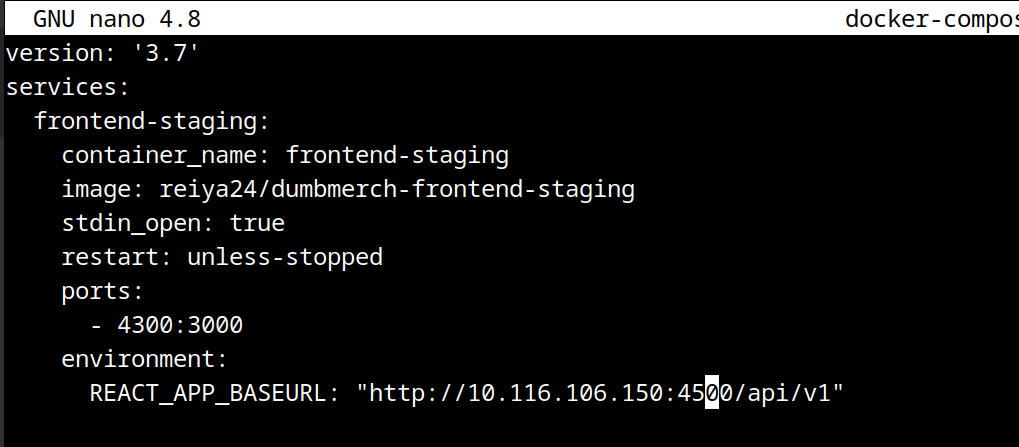 GNU nano 4.8 docker-compos
version: '3.7'
services:
  frontend-staging:
    container_name: frontend-staging
    image: reiya24/dumbmerch-frontend-staging
    stdin_open: true
    restart: unless-stopped
    ports:
      - 4300:3000
    environment:
      REACT_APP_BASEURL: "http://10.116.106.150:4500/api/v1"